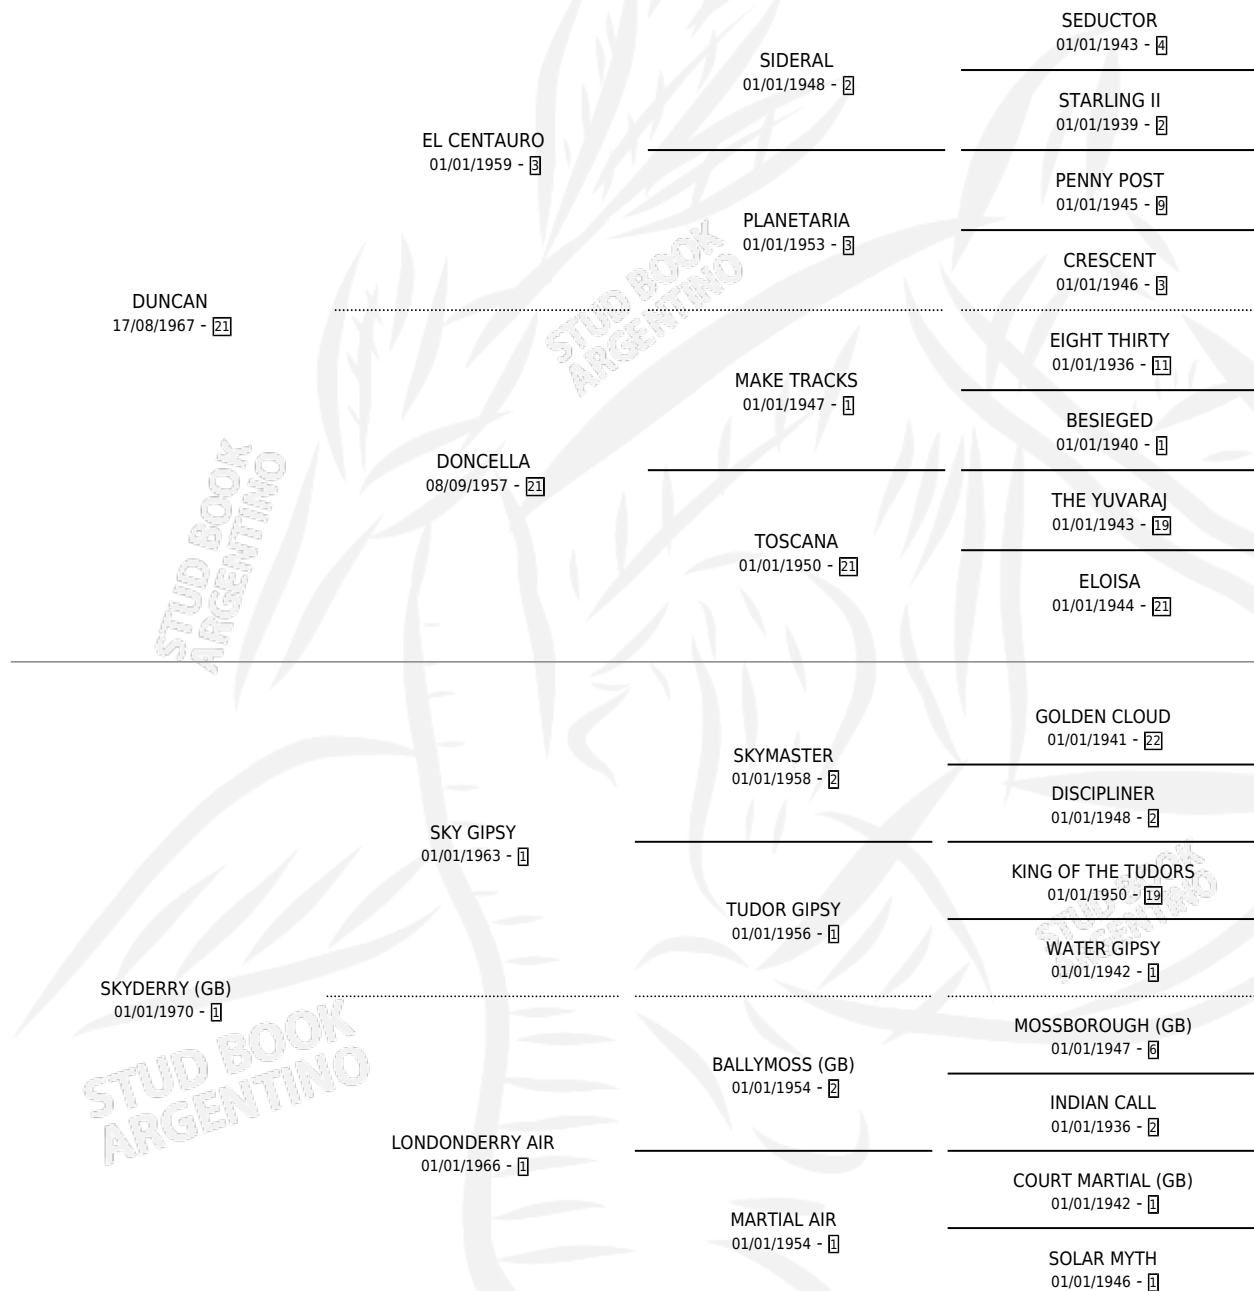 SEDUCTOR
01/01/1943 - 4
SIDERAL
01/01/1948 - 2
STARLING II
01/01/1939 - 2
EL CENTAURO
01/01/1959 - 3
PENNY POST
01/01/1945 - 9
PLANETARIA
01/01/1953 - 3
CRESCENT
01/01/1946 - 3
DUNCAN
17/08/1967 - 21
STUD BOOK
ARGENTINO
EIGHT THIRTY
01/01/1936 - 11
MAKE TRACKS
01/01/1947 - 1
BESIEGED
01/01/1940 - 1
DONCELLA
08/09/1957 - 21
THE YUVARAJ
01/01/1943 - 19
TOSCANA
01/01/1950 - 21
ELOISA
01/01/1944 - 21
STUD BOOK
ARGENTINO
GOLDEN CLOUD
01/01/1941 - 22
SKYMASTER
01/01/1958 - 2
DISCIPLINER
01/01/1948 - 2
SKY GIPSY
01/01/1963 - 1
KING OF THE TUDORS
01/01/1950 - 19
TUDOR GIPSY
01/01/1956 - 1
STUD BOOK
ARGENTINO
WATER GIPSY
01/01/1942 - 1
SKYDERRY (GB)
01/01/1970 - 1
MOSSBOROUGH (GB)
01/01/1947 - 6
BALLYMOSS (GB)
01/01/1954 - 2
STUD BOOK
ARGENTINO
INDIAN CALL
01/01/1936 - 2
LONDONDERRY AIR
01/01/1966 - 1
COURT MARTIAL (GB)
01/01/1942 - 1
MARTIAL AIR
01/01/1954 - 1
SOLAR MYTH
01/01/1946 - 1